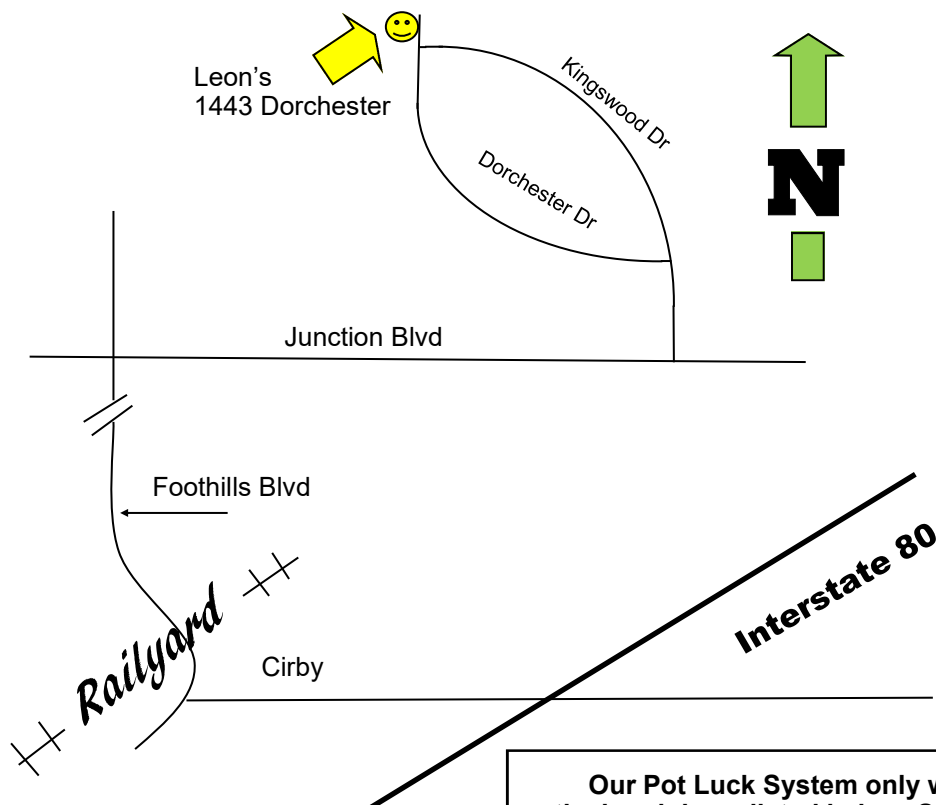 Leon's
1443 Dorchester
Kingswood Dr
Dorchester Dr
N
Junction Blvd
Foothills Blvd
Interstate 80
Railyard
Cirby
Our Pot Luck System only